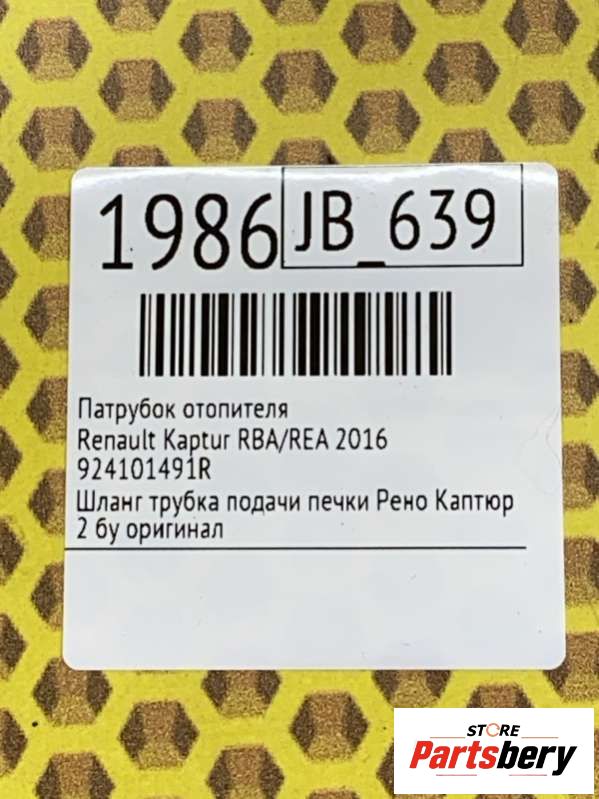 1986 JB_639
Патрубок отопителя
Renault Kaptur RBA/REA 2016
924101491R
Шланг трубка подачи печки Рено Каптюр
2 бу оригинал
STORE
Partsbery